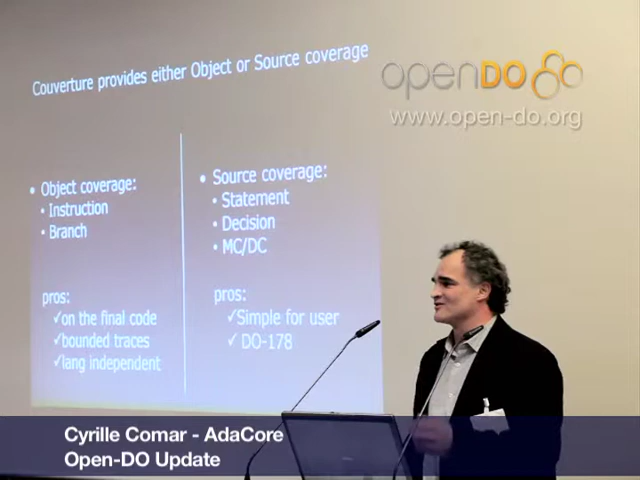 Couverture provides either Object or Source coverage
openDO
www.open-do.org
• Object coverage:
• Instruction
• Branch
pros:
✓on the final code
✓bounded traces
✓lang independent
• Source coverage:
• Statement
• Decision
• MC/DC
pros:
✓Simple for user
✓ DO-178
Cyrille Comar - AdaCore
Open-DO Update